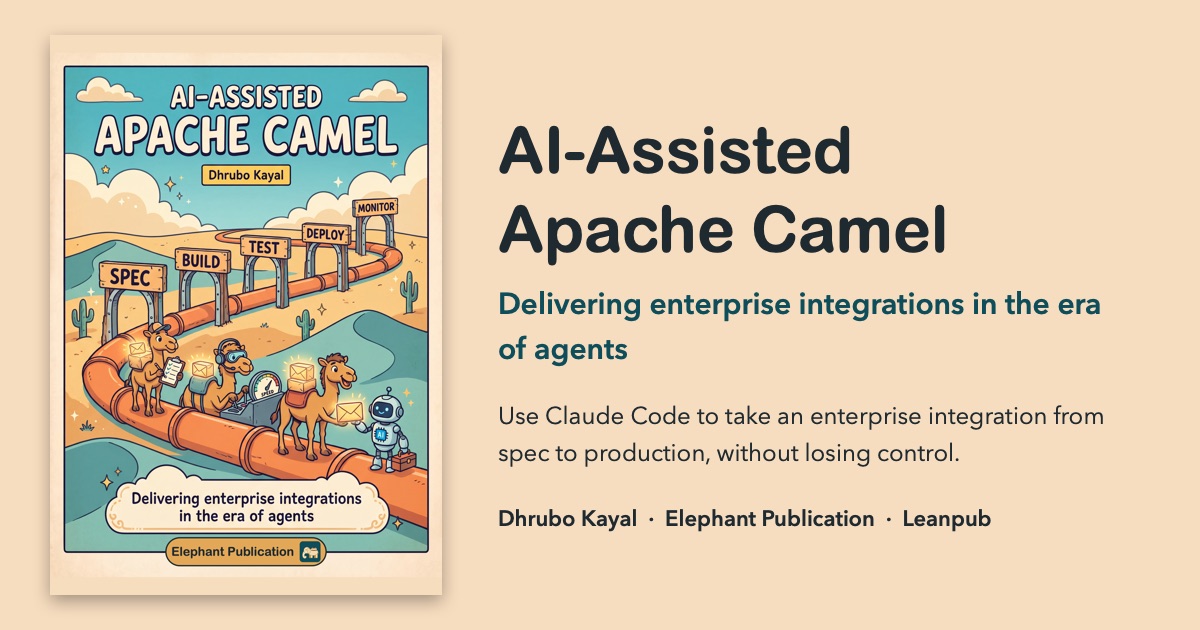 AI-ASSISTED
APACHE CAMEL
Dhrubo Kayal
SPEC
BUILD
TEST
DEPLOY
MONITOR
SPEED
AI
Delivering enterprise integrations
in the era of agents
Elephant Publication
AI-Assisted
Apache Camel
Delivering enterprise integrations in the era
of agents
Use Claude Code to take an enterprise integration from
spec to production, without losing control.
Dhrubo Kayal · Elephant Publication · Leanpub